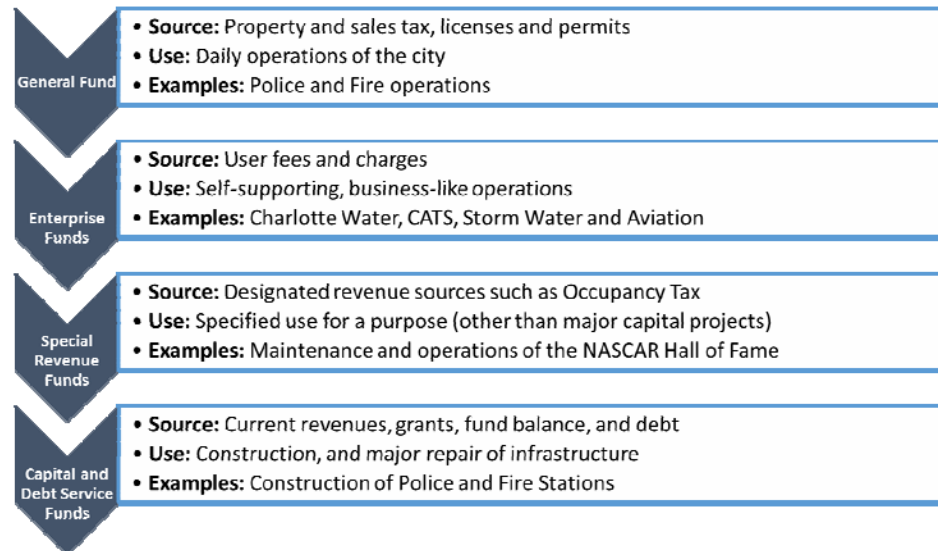 General Fund
• Source: Property and sales tax, licenses and permits
• Use: Daily operations of the city
• Examples: Police and Fire operations
Enterprise
Funds
• Source: User fees and charges
• Use: Self-supporting, business-like operations
• Examples: Charlotte Water, CATS, Storm Water and Aviation
Special
Revenue
Funds
• Source: Designated revenue sources such as Occupancy Tax
• Use: Specified use for a purpose (other than major capital projects)
• Examples: Maintenance and operations of the NASCAR Hall of Fame
Capital and
Debt Service
Funds
• Source: Current revenues, grants, fund balance, and debt
• Use: Construction, and major repair of infrastructure
• Examples: Construction of Police and Fire Stations